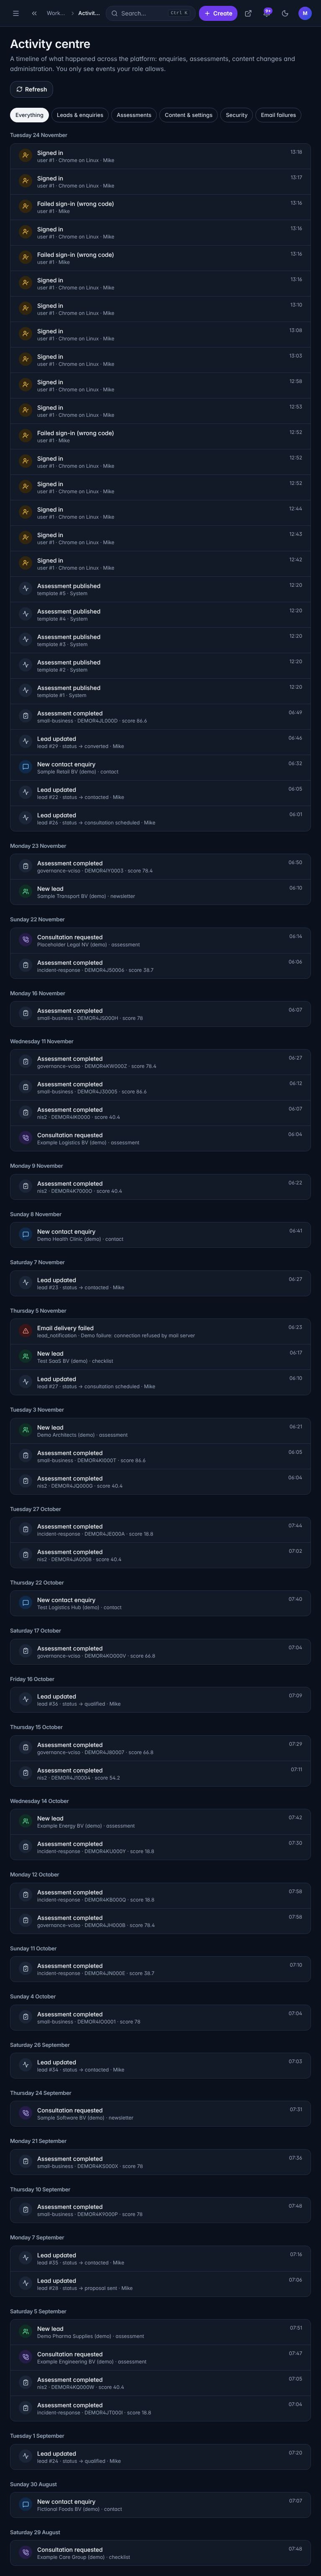 Work... › Activit...
Search...
Ctrl K
Create
9+
M
Activity centre
A timeline of what happened across the platform: enquiries, assessments, content changes and
administration. You only see events your role allows.
Refresh
Everything
Leads & enquiries
Assessments
Content & settings
Security
Email failures
Tuesday 24 November
Signed in 13:18
user #1 · Chrome on Linux · Mike
Signed in 13:17
user #1 · Chrome on Linux · Mike
Failed sign-in (wrong code) 13:16
user #1 · Mike
Signed in 13:16
user #1 · Chrome on Linux · Mike
Failed sign-in (wrong code) 13:16
user #1 · Mike
Signed in 13:16
user #1 · Chrome on Linux · Mike
Signed in 13:10
user #1 · Chrome on Linux · Mike
Signed in 13:08
user #1 · Chrome on Linux · Mike
Signed in 13:03
user #1 · Chrome on Linux · Mike
Signed in 12:58
user #1 · Chrome on Linux · Mike
Signed in 12:53
user #1 · Chrome on Linux · Mike
Failed sign-in (wrong code) 12:52
user #1 · Mike
Signed in 12:52
user #1 · Chrome on Linux · Mike
Signed in 12:52
user #1 · Chrome on Linux · Mike
Signed in 12:44
user #1 · Chrome on Linux · Mike
Signed in 12:43
user #1 · Chrome on Linux · Mike
Signed in 12:42
user #1 · Chrome on Linux · Mike
Assessment published 12:20
template #5 · System
Assessment published 12:20
template #4 · System
Assessment published 12:20
template #3 · System
Assessment published 12:20
template #2 · System
Assessment published 12:20
template #1 · System
Assessment completed 06:49
small-business · DEMOR4JL000D · score 86.6
Lead updated 06:46
lead #29 · status → converted · Mike
New contact enquiry 06:32
Sample Retail BV (demo) · contact
Lead updated 06:05
lead #22 · status → contacted · Mike
Lead updated 06:01
lead #26 · status → consultation scheduled · Mike
Monday 23 November
Assessment completed 06:50
governance-vciso · DEMOR4IY0003 · score 78.4
New lead 06:10
Sample Transport BV (demo) · newsletter
Sunday 22 November
Consultation requested 06:14
Placeholder Legal NV (demo) · assessment
Assessment completed 06:06
incident-response · DEMOR4J50006 · score 38.7
Monday 16 November
Assessment completed 06:07
small-business · DEMOR4JS000H · score 78
Wednesday 11 November
Assessment completed 06:27
governance-vciso · DEMOR4KW000Z · score 78.4
Assessment completed 06:12
small-business · DEMOR4J30005 · score 86.6
Assessment completed 06:07
nis2 · DEMOR4IK0000 · score 40.4
Consultation requested 06:04
Example Logistics BV (demo) · assessment
Monday 9 November
Assessment completed 06:22
nis2 · DEMOR4K7000O · score 40.4
Sunday 8 November
New contact enquiry 06:41
Demo Health Clinic (demo) · contact
Saturday 7 November
Lead updated 06:27
lead #23 · status → contacted · Mike
Thursday 5 November
Email delivery failed 06:23
lead_notification · Demo failure: connection refused by mail server
New lead 06:17
Test SaaS BV (demo) · checklist
Lead updated 06:10
lead #27 · status → consultation scheduled · Mike
Tuesday 3 November
New lead 06:21
Demo Architects (demo) · assessment
Assessment completed 06:05
small-business · DEMOR4KI000T · score 86.6
Assessment completed 06:04
nis2 · DEMOR4JQ000G · score 40.4
Tuesday 27 October
Assessment completed 07:44
incident-response · DEMOR4JE000A · score 18.8
Assessment completed 07:02
nis2 · DEMOR4JA0008 · score 40.4
Thursday 22 October
New contact enquiry 07:40
Test Logistics Hub (demo) · contact
Saturday 17 October
Assessment completed 07:04
governance-vciso · DEMOR4KO000V · score 66.8
Friday 16 October
Lead updated 07:09
lead #36 · status → qualified · Mike
Thursday 15 October
Assessment completed 07:29
governance-vciso · DEMOR4J80007 · score 66.8
Assessment completed 07:11
nis2 · DEMOR4J10004 · score 54.2
Wednesday 14 October
New lead 07:42
Example Energy BV (demo) · assessment
Assessment completed 07:30
incident-response · DEMOR4KU000Y · score 18.8
Monday 12 October
Assessment completed 07:58
incident-response · DEMOR4KB000Q · score 18.8
Assessment completed 07:58
governance-vciso · DEMOR4JH000B · score 78.4
Sunday 11 October
Assessment completed 07:10
incident-response · DEMOR4JN000E · score 38.7
Sunday 4 October
Assessment completed 07:04
small-business · DEMOR4IO0001 · score 78
Saturday 26 September
Lead updated 07:03
lead #34 · status → contacted · Mike
Thursday 24 September
Consultation requested 07:31
Sample Software BV (demo) · newsletter
Monday 21 September
Assessment completed 07:36
small-business · DEMOR4KS000X · score 78
Thursday 10 September
Assessment completed 07:48
small-business · DEMOR4K9000P · score 78
Monday 7 September
Lead updated 07:16
lead #35 · status → contacted · Mike
Lead updated 07:06
lead #28 · status → proposal sent · Mike
Saturday 5 September
New lead 07:51
Demo Pharma Supplies (demo) · assessment
Consultation requested 07:47
Example Engineering BV (demo) · assessment
Assessment completed 07:05
nis2 · DEMOR4KQ000W · score 40.4
Assessment completed 07:04
incident-response · DEMOR4JT000I · score 18.8
Tuesday 1 September
Lead updated 07:20
lead #24 · status → qualified · Mike
Sunday 30 August
New contact enquiry 07:07
Fictional Foods BV (demo) · contact
Saturday 29 August
Consultation requested 07:48
Example Care Group (demo) · checklist